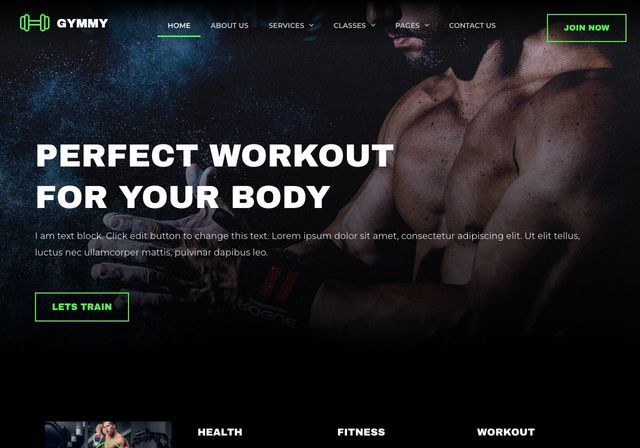 GYMMY
HOME
ABOUT US
SERVICES
CLASSES
PAGES
CONTACT US
JOIN NOW
PERFECT WORKOUT
FOR YOUR BODY
I am text block. Click edit button to change this text. Lorem ipsum dolor sit amet, consectetur adipiscing elit. Ut elit tellus,
luctus nec ullamcorper mattis, pulvinar dapibus leo.
LETS TRAIN
HEALTH
FITNESS
WORKOUT